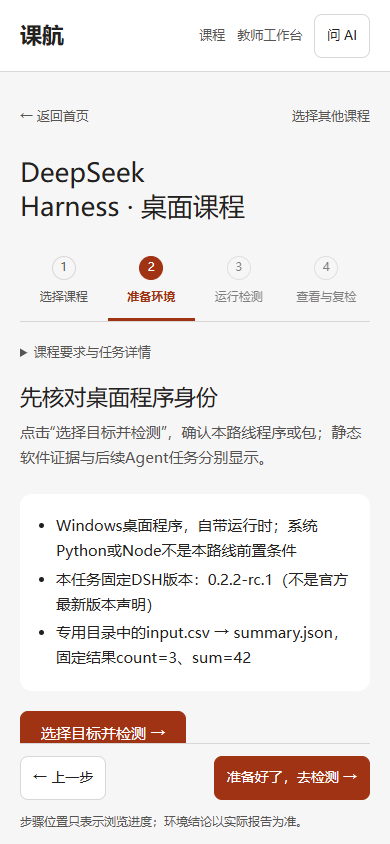 课航
课程 教师工作台 问 AI
← 返回首页 选择其他课程
DeepSeek
Harness · 桌面课程
1 2 3 4
选择课程 准备环境 运行检测 查看与复检
▶ 课程要求与任务详情
先核对桌面程序身份
点击“选择目标并检测”，确认本路线程序或包；静态
软件证据与后续Agent任务分别显示。
• Windows桌面程序，自带运行时；系统
Python或Node不是本路线前置条件
• 本任务固定DSH版本：0.2.2-rc.1（不是官方
最新版本声明）
• 专用目录中的input.csv → summary.json，
固定结果count=3、sum=42
选择目标并检测 →
← 上一步 准备好了，去检测 →
步骤位置只表示浏览进度；环境结论以实际报告为准。